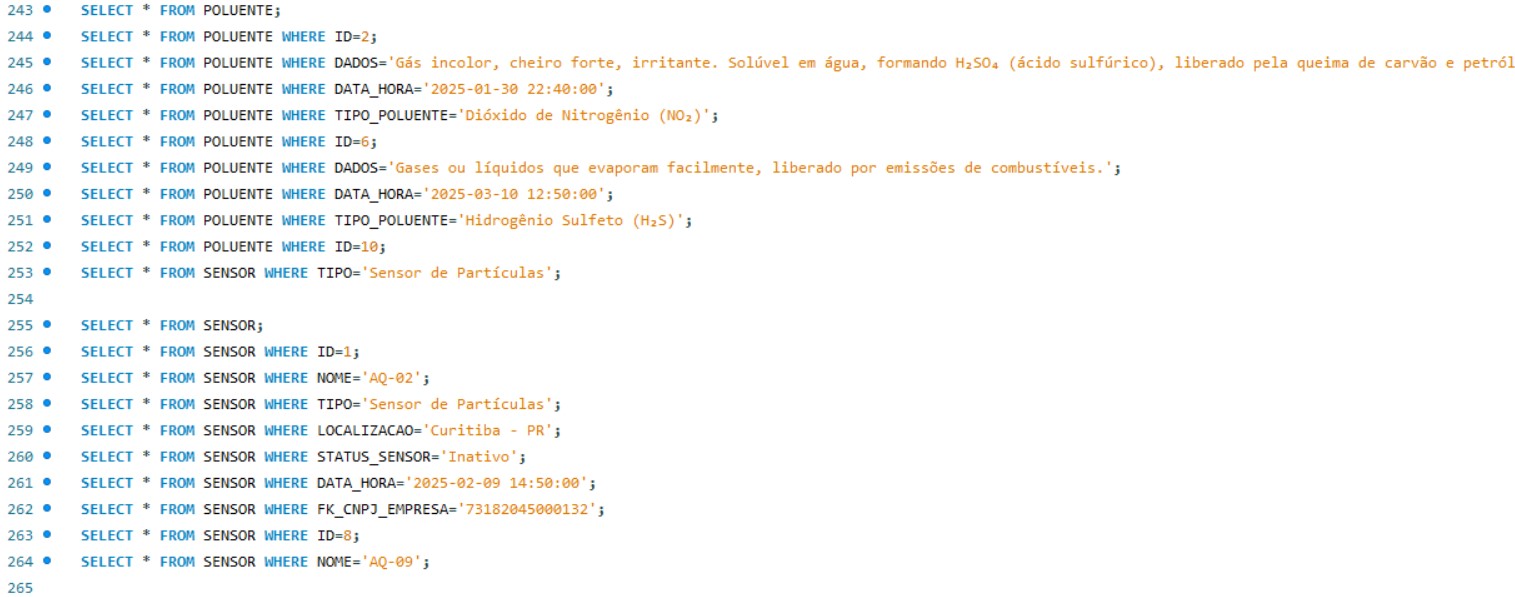 243 SELECT * FROM POLUENTE;
244 SELECT * FROM POLUENTE WHERE ID=2;
245 SELECT * FROM POLUENTE WHERE DADOS='Gás incolor, cheiro forte, irritante. Solúvel em água, formando H₂SO₄ (ácido sulfúrico), liberado pela queima de carvão e petról
246 SELECT * FROM POLUENTE WHERE DATA_HORA='2025-01-30 22:40:00';
247 SELECT * FROM POLUENTE WHERE TIPO_POLUENTE='Dióxido de Nitrogênio (NO₂)';
248 SELECT * FROM POLUENTE WHERE ID=6;
249 SELECT * FROM POLUENTE WHERE DADOS='Gases ou líquidos que evaporam facilmente, liberado por emissões de combustíveis.';
250 SELECT * FROM POLUENTE WHERE DATA_HORA='2025-03-10 12:50:00';
251 SELECT * FROM POLUENTE WHERE TIPO_POLUENTE='Hidrogênio Sulfeto (H₂S)';
252 SELECT * FROM POLUENTE WHERE ID=10;
253 SELECT * FROM SENSOR WHERE TIPO='Sensor de Partículas';
254
255 SELECT * FROM SENSOR;
256 SELECT * FROM SENSOR WHERE ID=1;
257 SELECT * FROM SENSOR WHERE NOME='AQ-02';
258 SELECT * FROM SENSOR WHERE TIPO='Sensor de Partículas';
259 SELECT * FROM SENSOR WHERE LOCALIZACAO='Curitiba - PR';
260 SELECT * FROM SENSOR WHERE STATUS_SENSOR='Inativo';
261 SELECT * FROM SENSOR WHERE DATA_HORA='2025-02-09 14:50:00';
262 SELECT * FROM SENSOR WHERE FK_CNPJ_EMPRESA='73182045000132';
263 SELECT * FROM SENSOR WHERE ID=8;
264 SELECT * FROM SENSOR WHERE NOME='AQ-09';
265